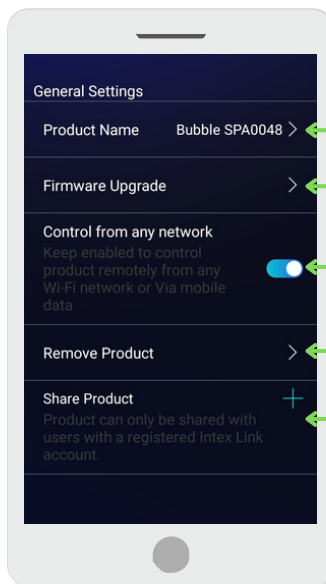 General Settings
Product Name Bubble SPA0048
Firmware Upgrade
Control from any network
Keep enabled to control
product remotely from any
Wi-Fi network or Via mobile
data
Remove Product
Share Product
Product can only be shared with
users with a registered Intex Link
account.